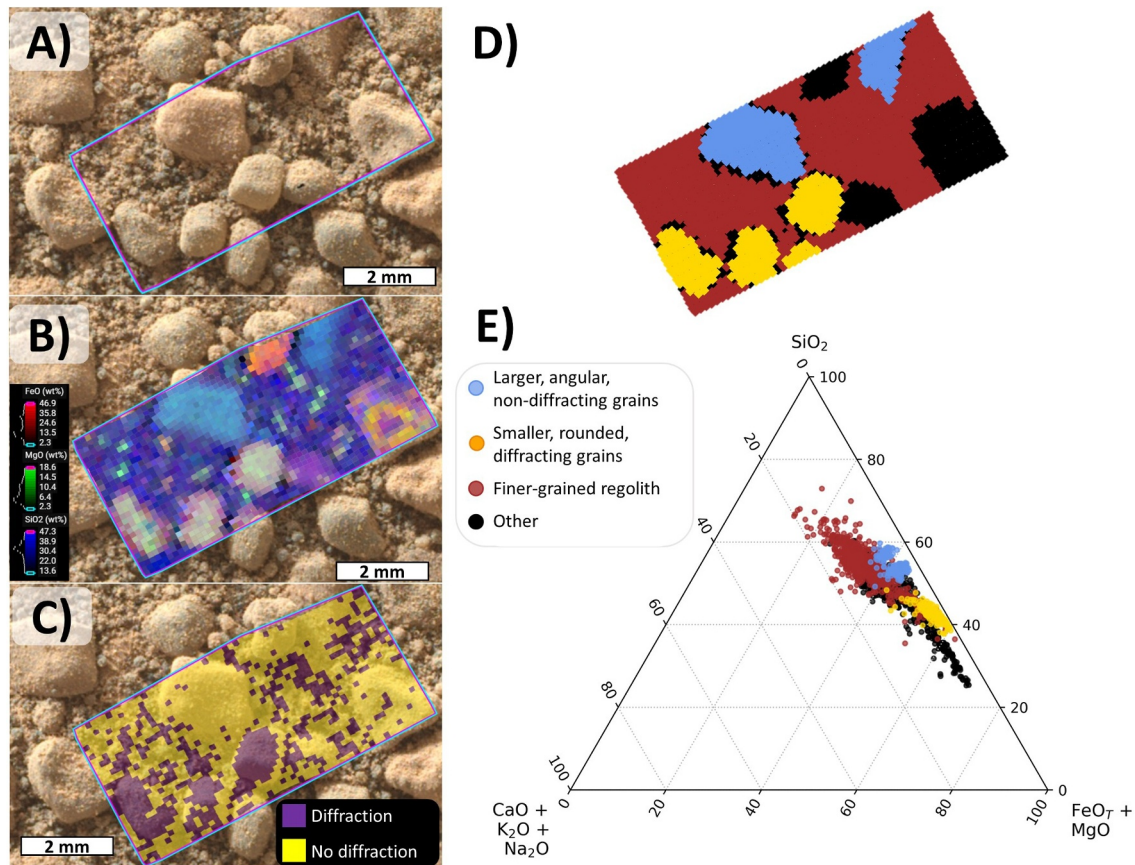 A)
2 mm
B)
FeO (wt%)
46.9
35.8
24.6
13.5
2.3
MgO (wt%)
18.6
14.5
10.4
6.4
2.3
SiO2 (wt%)
47.3
38.9
30.4
22.0
13.6
2 mm
C)
2 mm
Diffraction
No diffraction
D)
E)
Larger, angular,
non-diffracting grains
Smaller, rounded,
diffracting grains
Finer-grained regolith
Other
SiO₂
0
100
20
80
40
60
60
40
80
20
100
0
0
20
40
60
80
100
CaO +
K₂O +
Na₂O
FeOT +
MgO